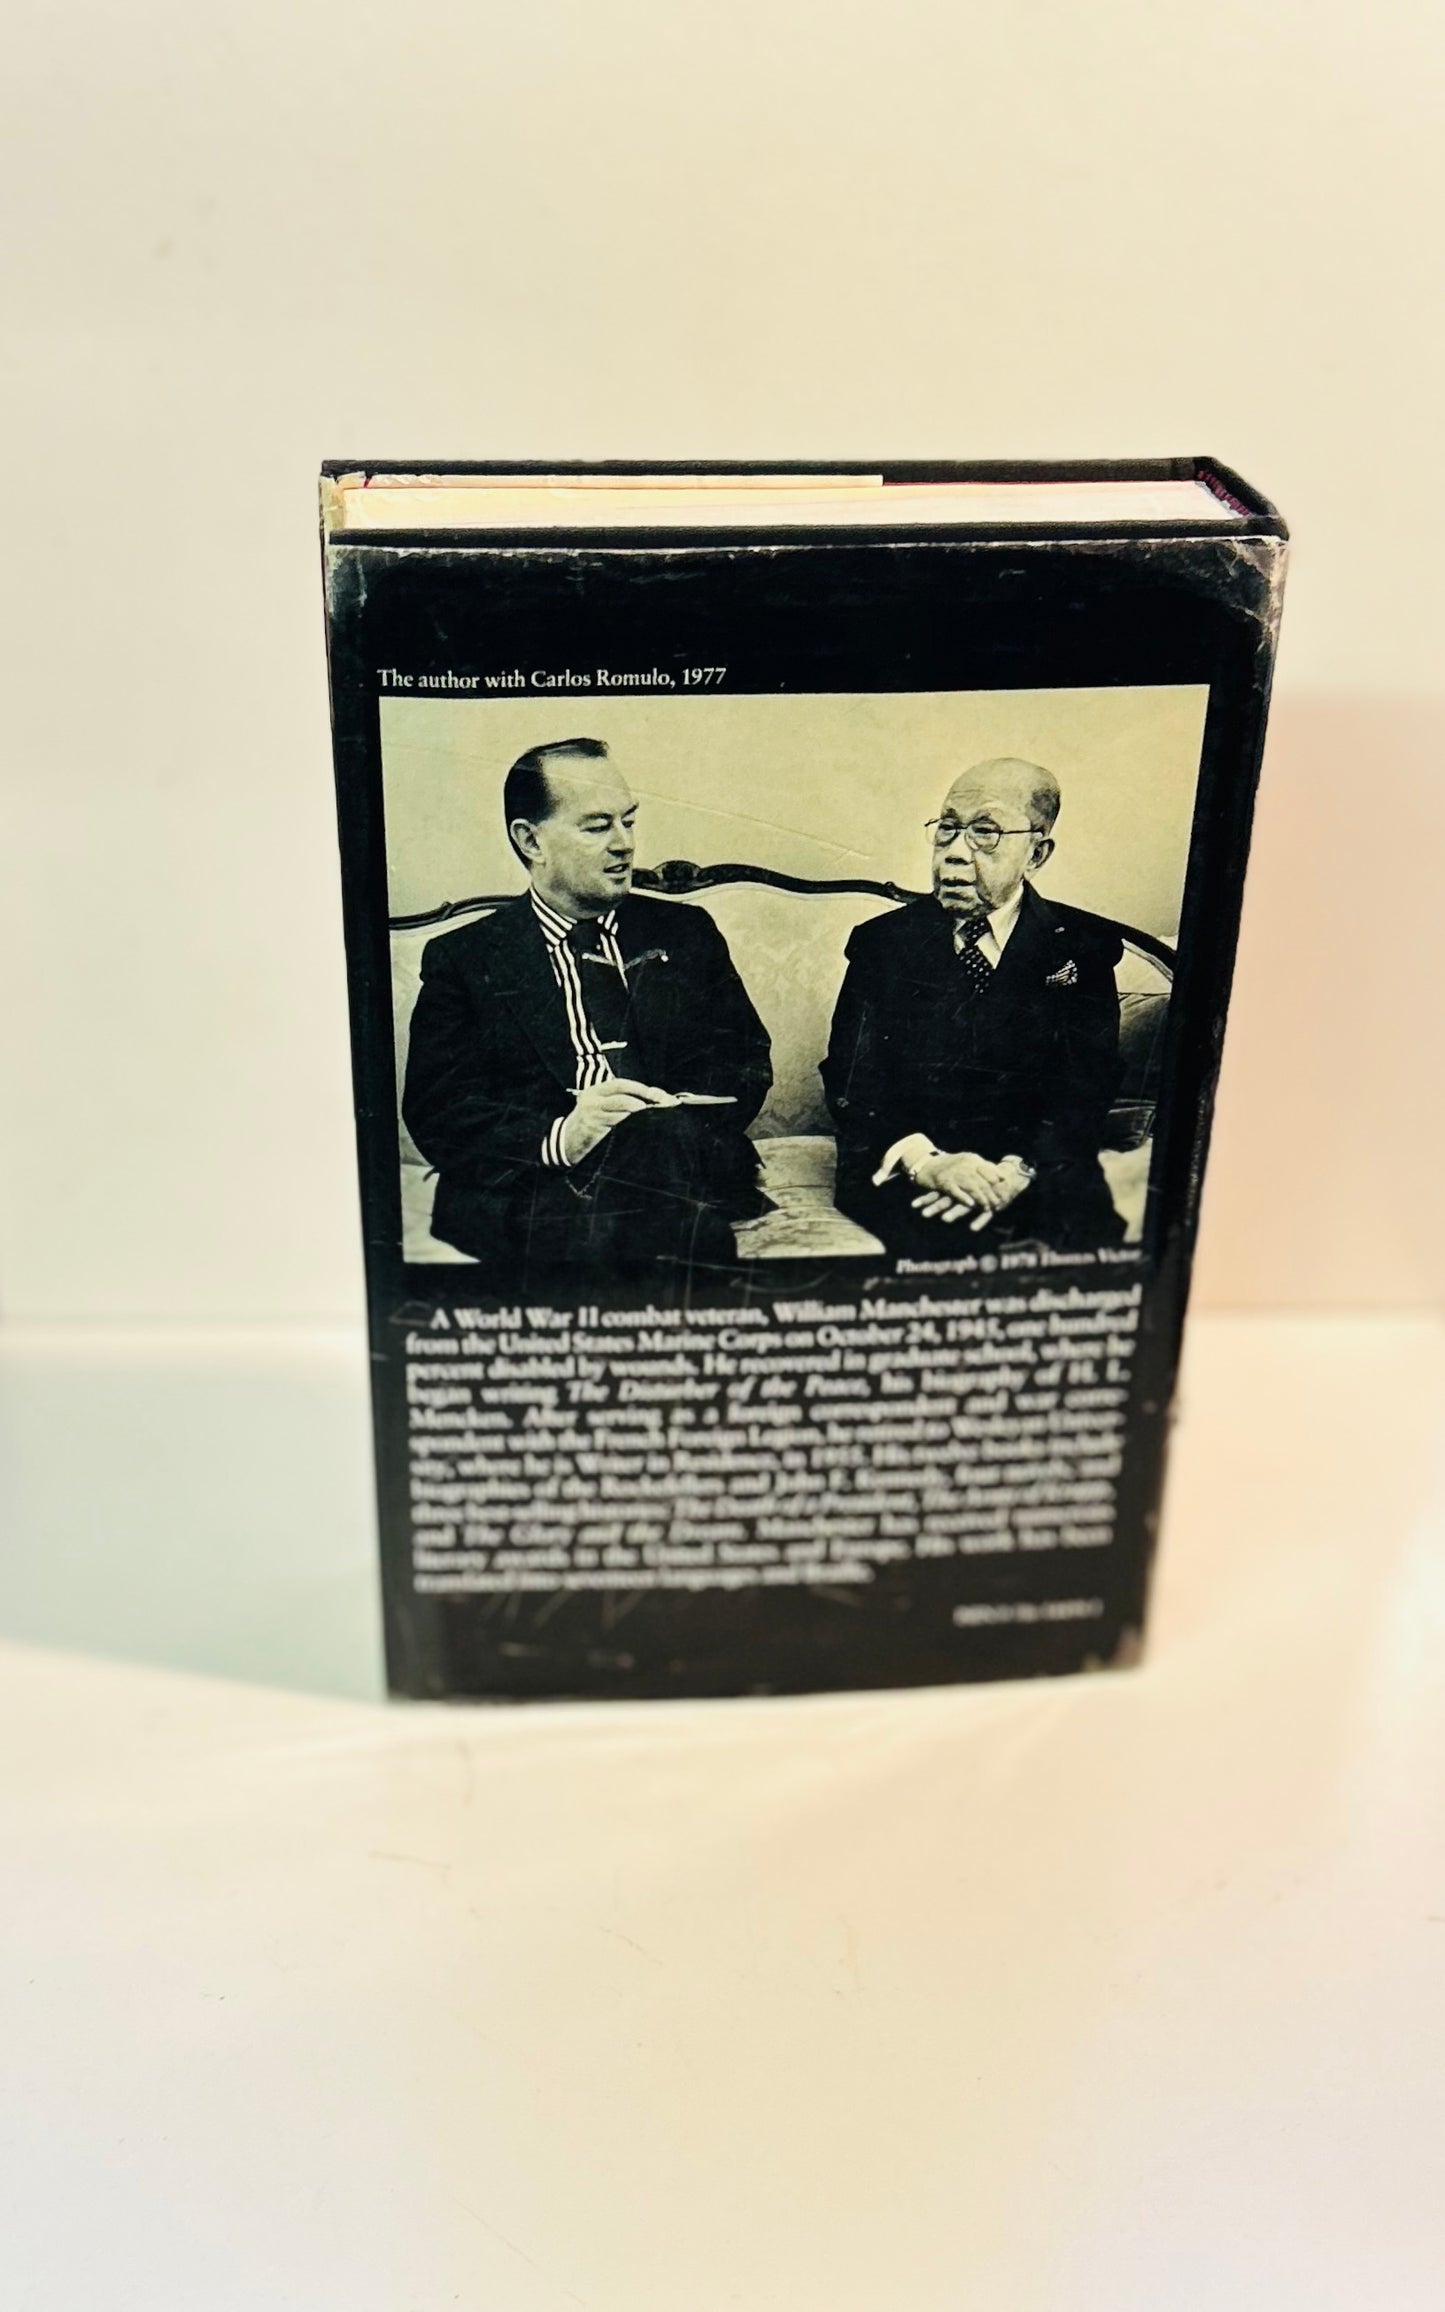 The author with Carlos Romulo, 1977
Photograph © 1978 Thomas Victor
A World War II combat veteran, William Manchester was discharged
from the United States Marine Corps on October 24, 1945, one hundred
percent disabled by wounds. He recovered in graduate school, where he
began writing The Disturber of the Peace, his biography of H. L.
Mencken. After serving as a foreign correspondent and war corre-
spondent with the French Foreign Legion, he retired to Wesleyan Univer-
sity, where he is Writer in Residence, in 1955. His twelve books include
biographies of the Rockefellers and John F. Kennedy, four novels, and
three best-selling histories: The Death of a President, The Arms of Krupp,
and The Glory and the Dream. Manchester has received numerous
literary awards in the United States and Europe. His work has been
translated into seventeen languages and Braille.